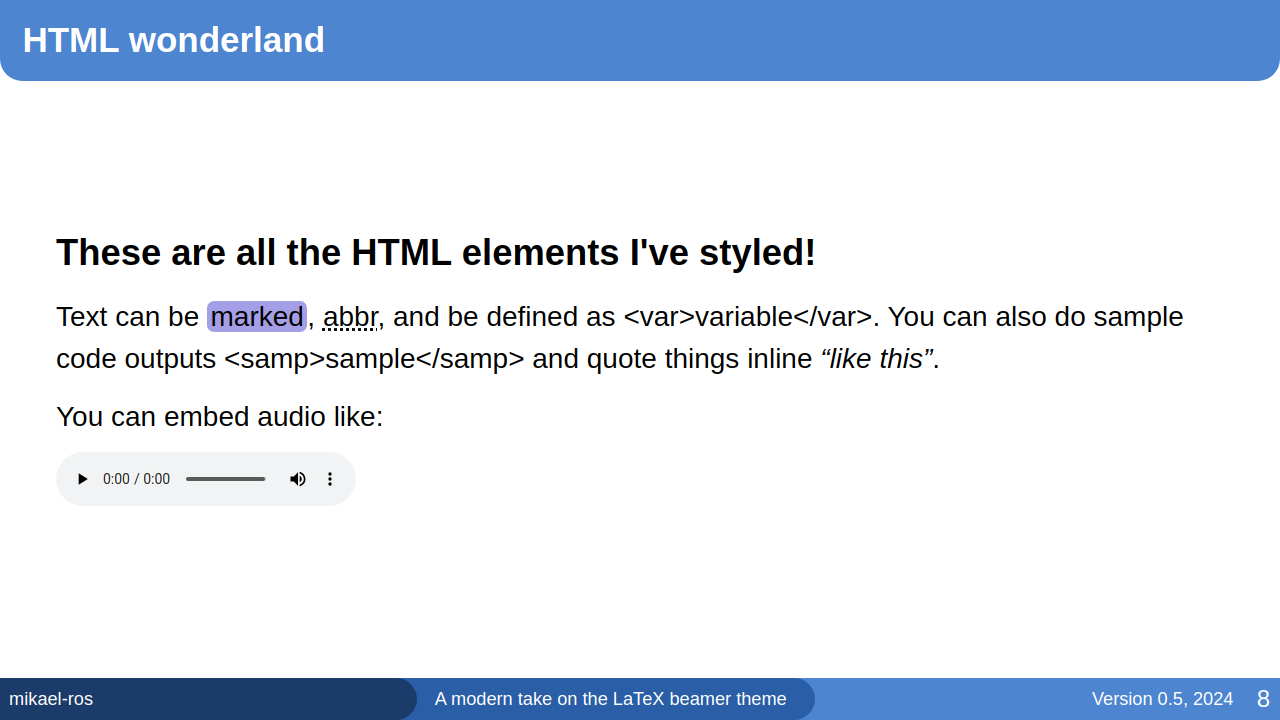 HTML wonderland
These are all the HTML elements I've styled!
Text can be marked, abbr, and be defined as <var>variable</var>. You can also do sample
code outputs <samp>sample</samp> and quote things inline “like this”.
You can embed audio like:
0:00 / 0:00
mikael-ros
A modern take on the LaTeX beamer theme
Version 0.5, 2024
8